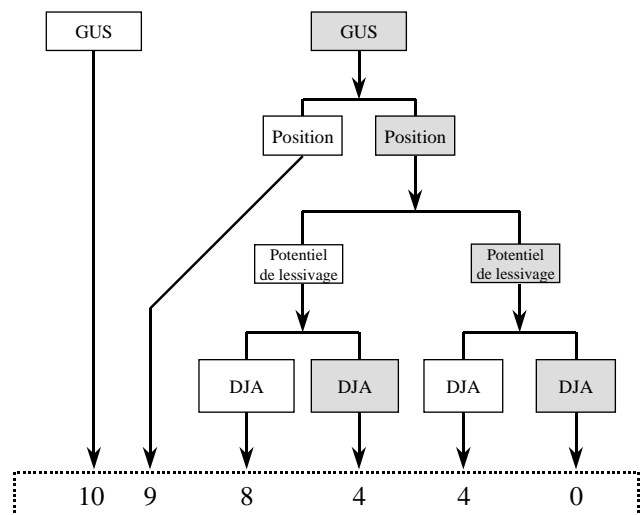 GUS GUS
Position Position
Potentiel Potentiel
de lessivage de lessivage
DJA DJA DJA DJA
10 9 8 4 4 0